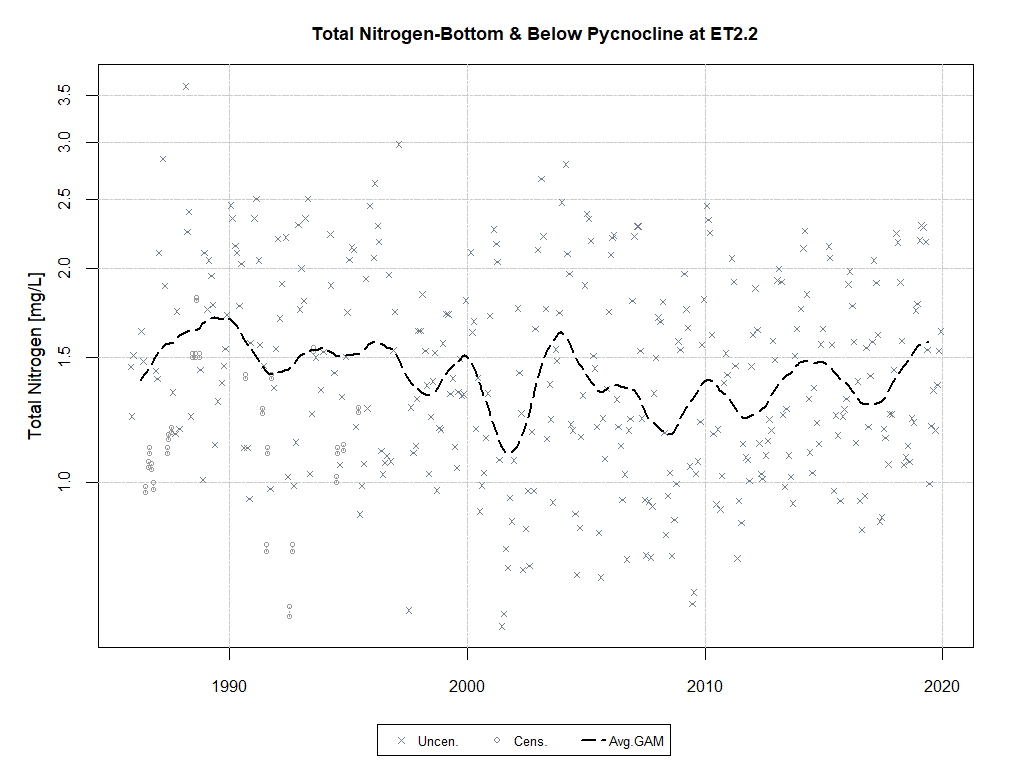 Total Nitrogen-Bottom & Below Pycnocline at ET2.2
Total Nitrogen [mg/L]
3.5
3.0
2.5
2.0
1.5
1.0
1990 2000 2010 2020
Uncen. Cens. Avg.GAM